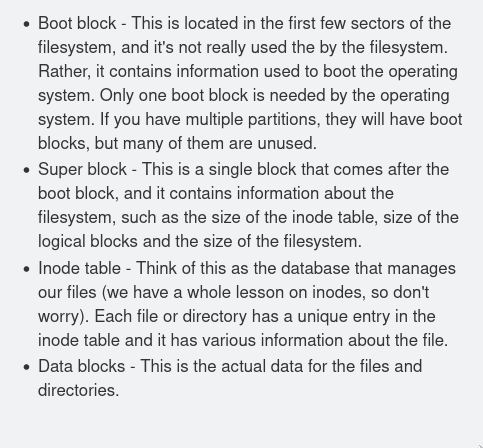 • Boot block - This is located in the first few sectors of the
filesystem, and it's not really used the by the filesystem.
Rather, it contains information used to boot the operating
system. Only one boot block is needed by the operating
system. If you have multiple partitions, they will have boot
blocks, but many of them are unused.
• Super block - This is a single block that comes after the
boot block, and it contains information about the
filesystem, such as the size of the inode table, size of the
logical blocks and the size of the filesystem.
• Inode table - Think of this as the database that manages
our files (we have a whole lesson on inodes, so don't
worry). Each file or directory has a unique entry in the
inode table and it has various information about the file.
• Data blocks - This is the actual data for the files and
directories.